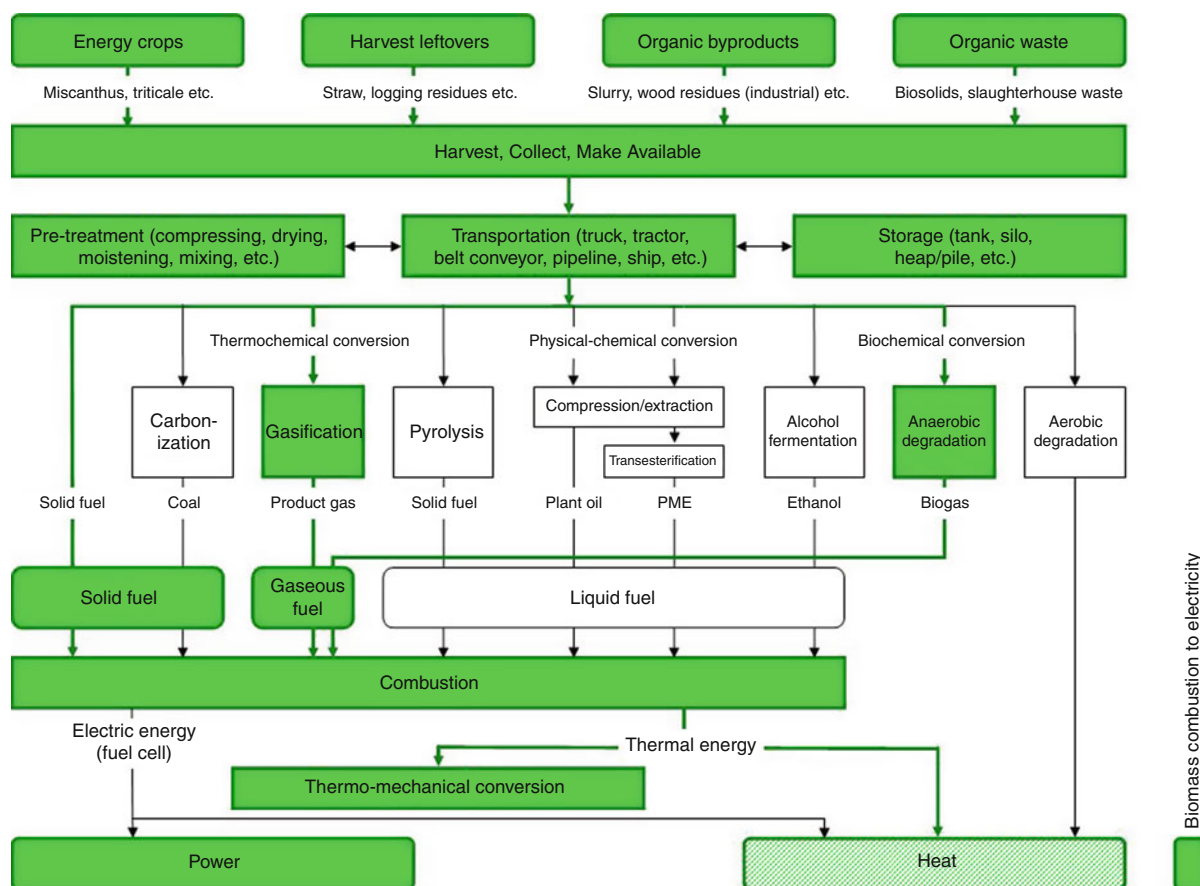 Energy crops
Harvest leftovers
Organic byproducts
Organic waste
Miscanthus, triticale etc.
Straw, logging residues etc.
Slurry, wood residues (industrial) etc.
Biosolids, slaughterhouse waste
Harvest, Collect, Make Available
Pre-treatment (compressing, drying,
moistening, mixing, etc.)
Transportation (truck, tractor,
belt conveyor, pipeline, ship, etc.)
Storage (tank, silo,
heap/pile, etc.)
Thermochemical conversion
Physical-chemical conversion
Biochemical conversion
Carbon-
ization
Gasification
Pyrolysis
Compression/extraction
Transesterification
Alcohol
fermentation
Anaerobic
degradation
Aerobic
degradation
Solid fuel
Coal
Product gas
Solid fuel
Plant oil
PME
Ethanol
Biogas
Solid fuel
Gaseous
fuel
Liquid fuel
Combustion
Electric energy
(fuel cell)
Thermal energy
Thermo-mechanical conversion
Power
Heat
Biomass combustion to electricity